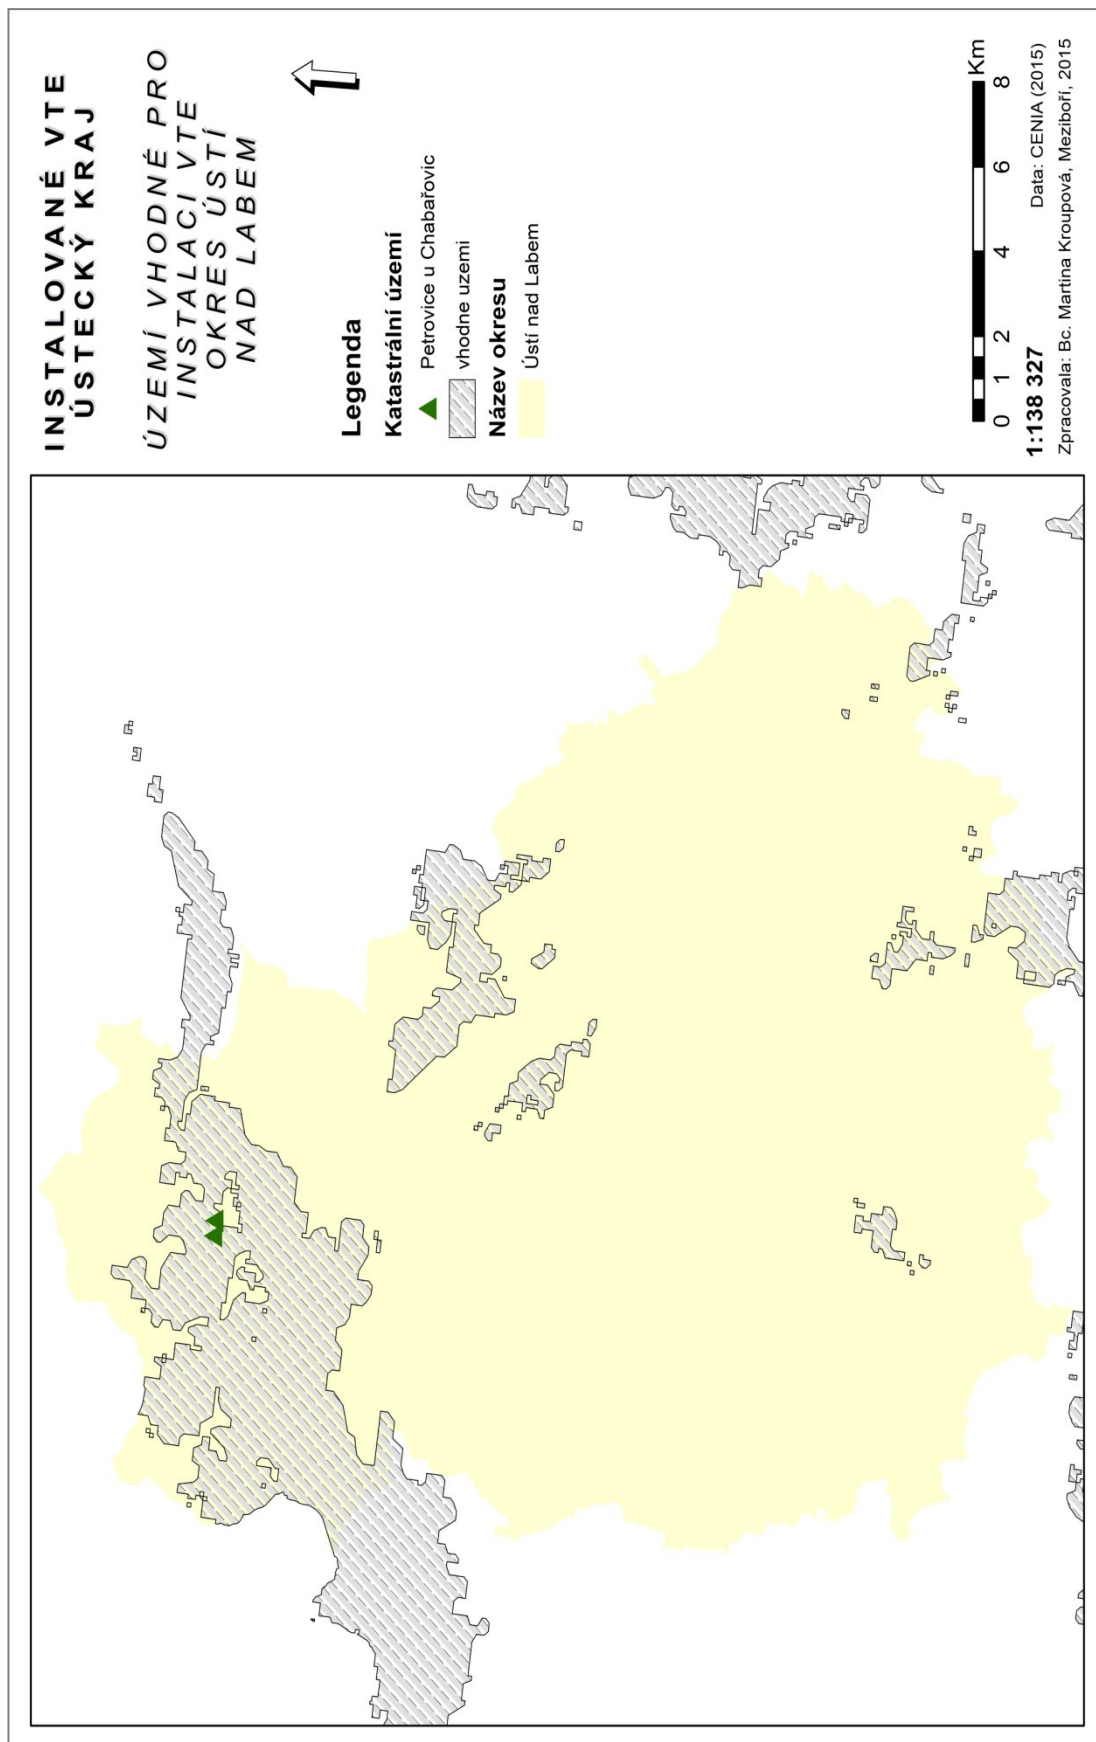 INSTALOVANÉ VTE
ÚSTECKÝ KRAJ
ÚZEMÍ VHODNÉ PRO
INSTALACI VTE
OKRES ÚSTÍ
NAD LABEM
Legenda
Katastrální území
Petrovice u Chabařovic
vhodne uzemi
Název okresu
Ústí nad Labem
Km
0 1 2 4 6 8
1:138 327
Data: CENIA (2015)
Zpracovala: Bc. Martina Kroupová, Meziboří, 2015